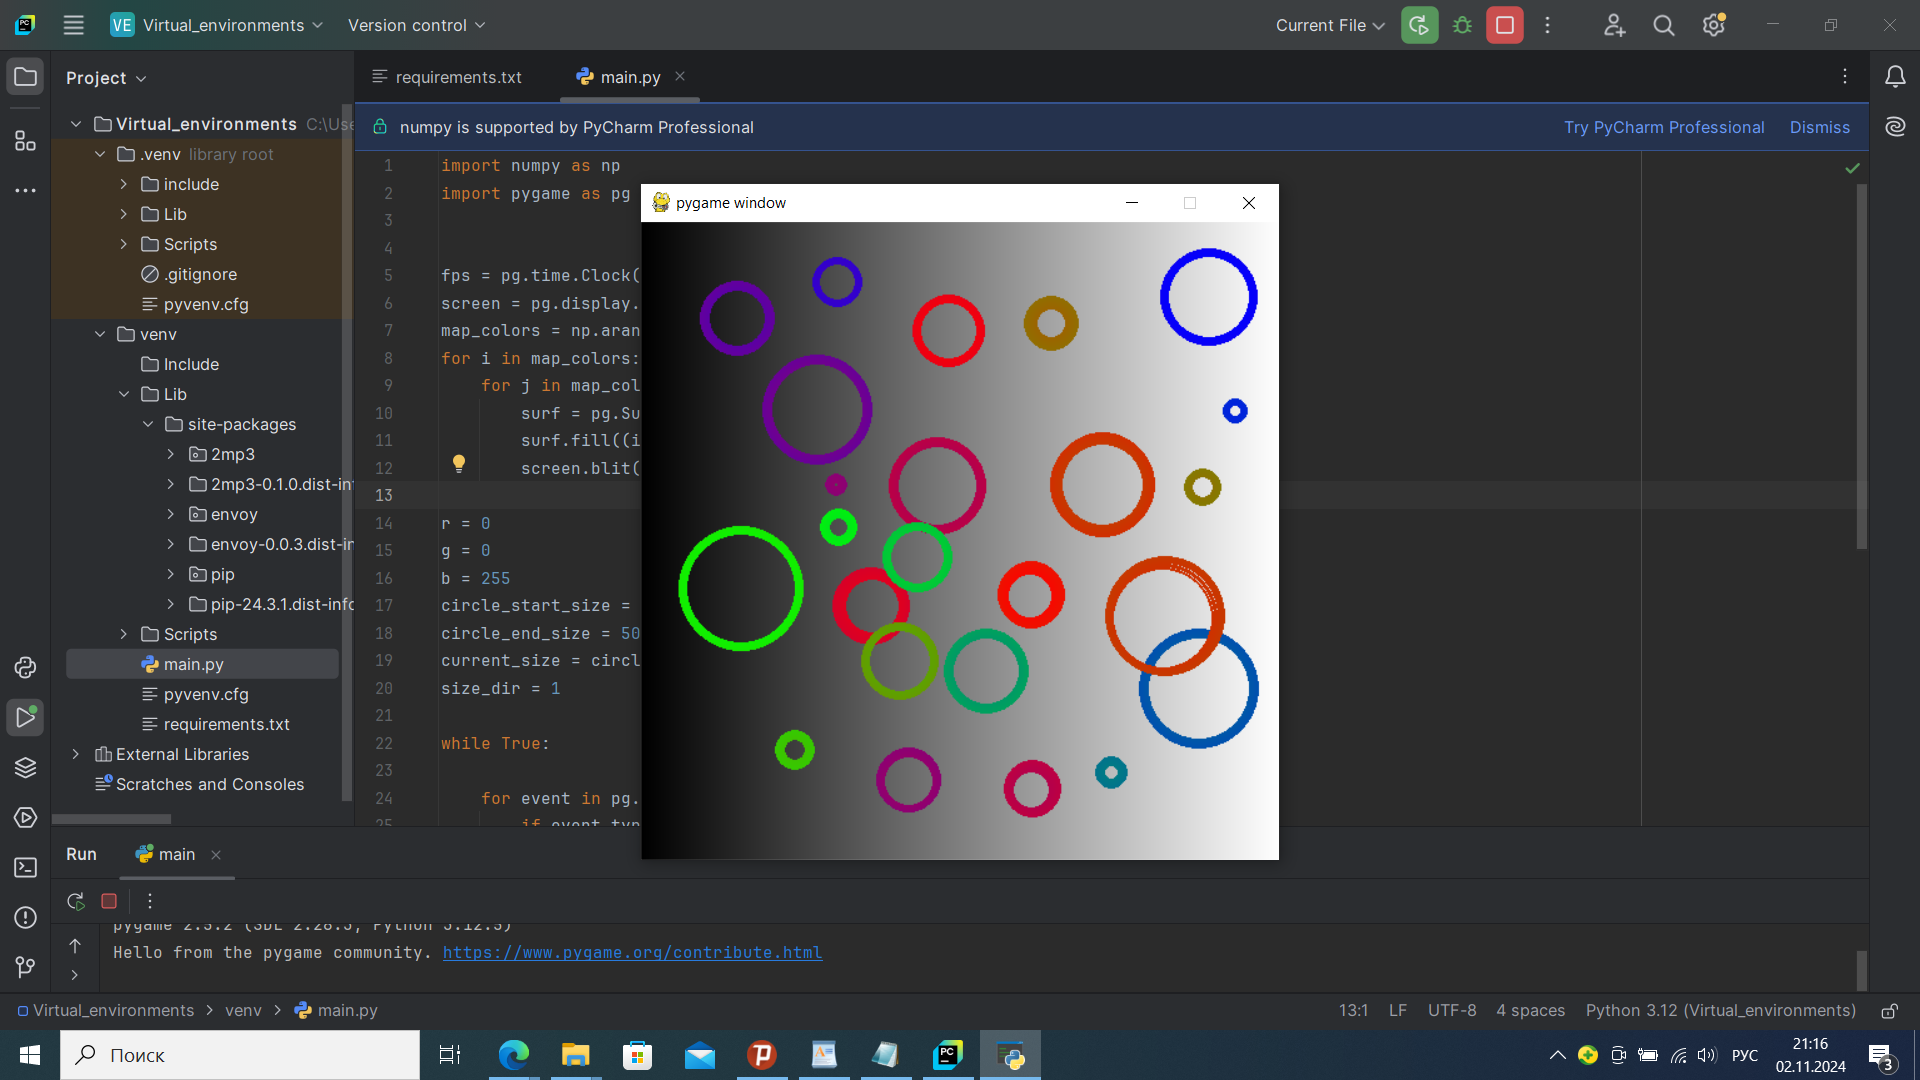 VE Virtual_environments Version control Current File
Project
requirements.txt main.py
Virtual_environments C:\Use
numpy is supported by PyCharm Professional Try PyCharm Professional Dismiss
.venv library root
include
Lib
Scripts
.gitignore
pyvenv.cfg
venv
Include
Lib
site-packages
2mp3
2mp3-0.1.0.dist-inf
envoy
envoy-0.0.3.dist-in
pip
pip-24.3.1.dist-info
Scripts
main.py
pyvenv.cfg
requirements.txt
External Libraries
Scratches and Consoles
1 import numpy as np
2 import pygame as pg
3
4
5 fps = pg.time.Clock(
6 screen = pg.display.
7 map_colors = np.aran
8 for i in map_colors:
9 for j in map_col
10 surf = pg.Su
11 surf.fill((i
12 screen.blit(
13
14 r = 0
15 g = 0
16 b = 255
17 circle_start_size =
18 circle_end_size = 50
19 current_size = circl
20 size_dir = 1
21
22 while True:
23
24 for event in pg.
25 if event.typ
pygame window
Run main
pygame 2.5.2 (SDL 2.28.3, Python 3.12.3)
Hello from the pygame community. https://www.pygame.org/contribute.html
Virtual_environments > venv > main.py 13:1 LF UTF-8 4 spaces Python 3.12 (Virtual_environments)
Поиск
PC
РУС
21:16
02.11.2024
3